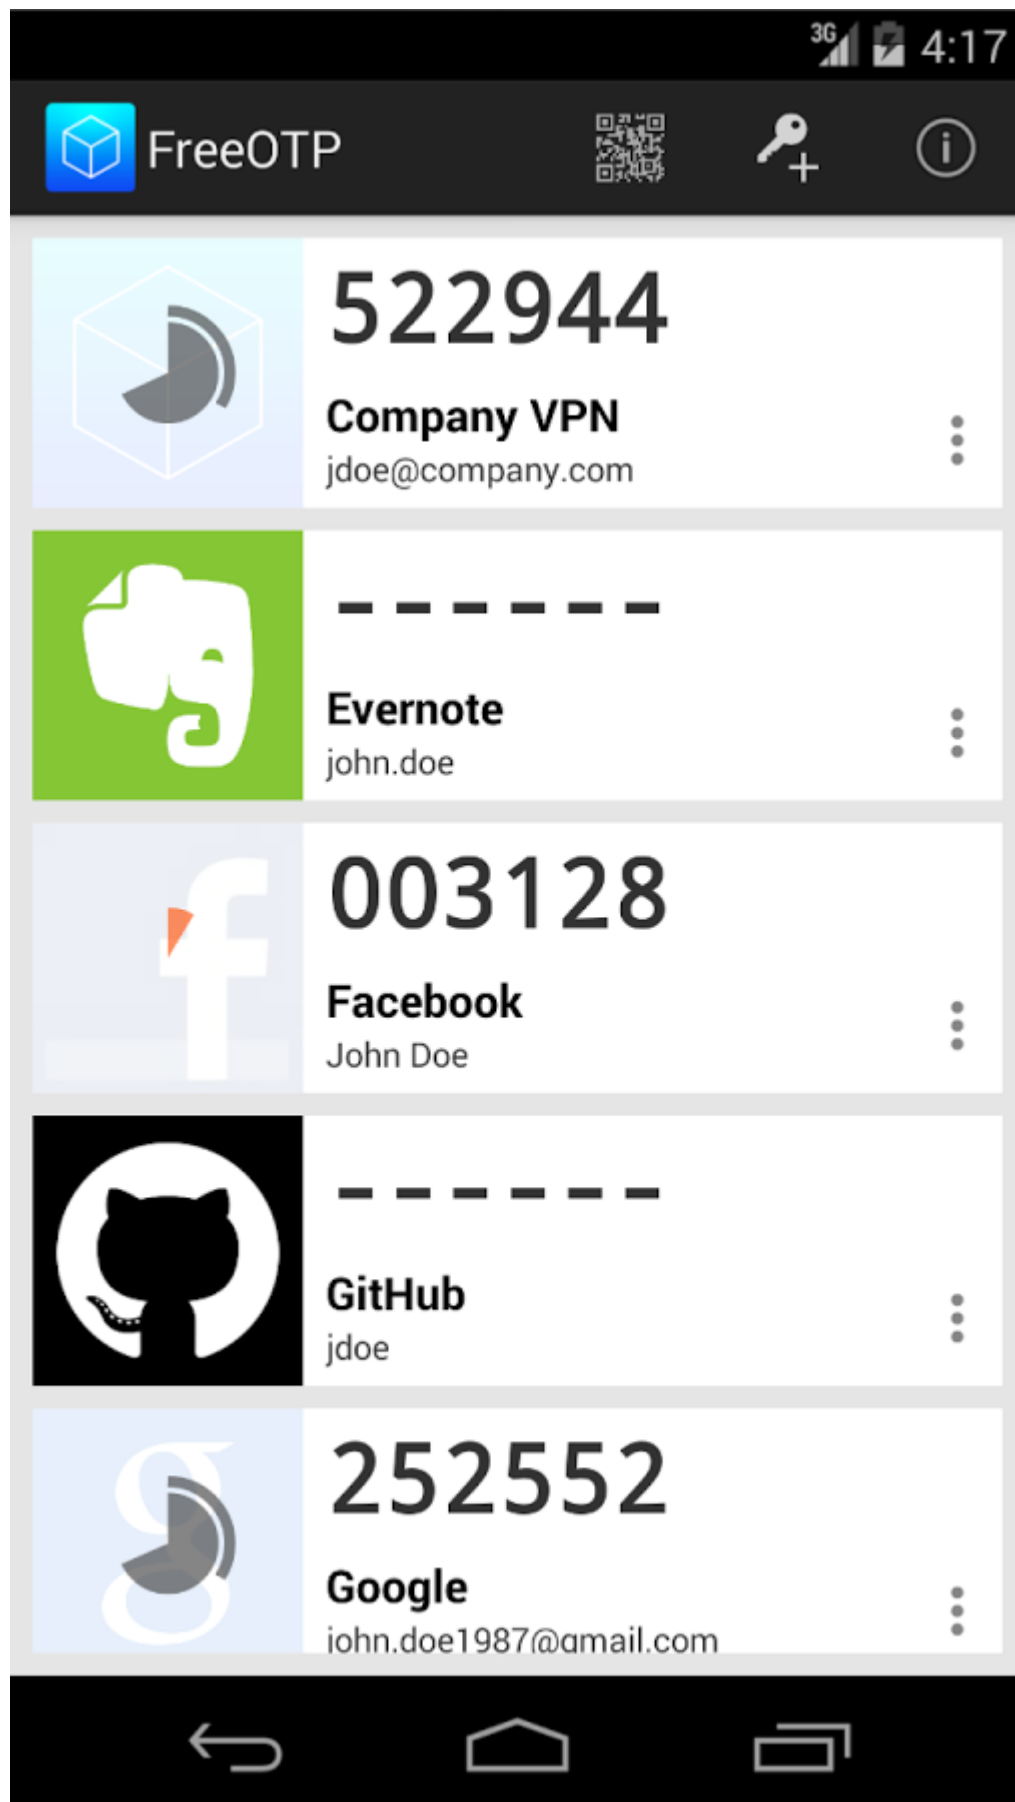 3G 4:17
FreeOTP
522944
Company VPN
jdoe@company.com
------
Evernote
john.doe
003128
Facebook
John Doe
------
GitHub
jdoe
252552
Google
john.doe1987@gmail.com